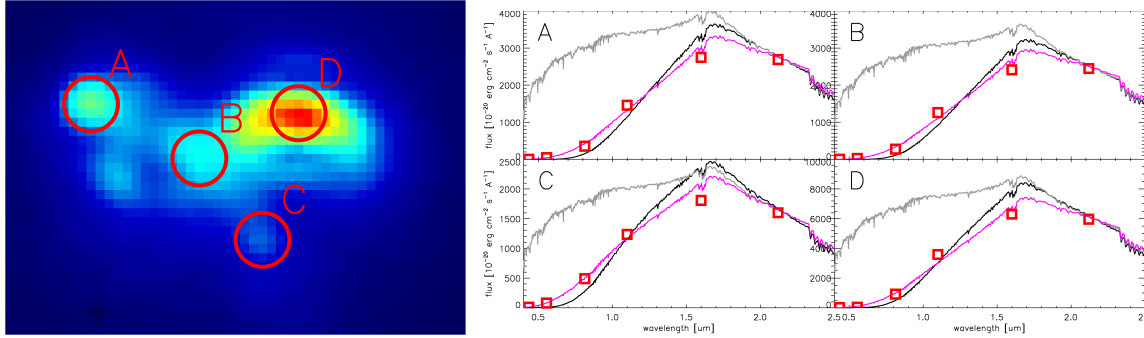 A
D
B
C
A
B
4000
3000
2000
1000
0
4000
3000
2000
1000
0
flux [10⁻²⁰ erg cm⁻² s⁻¹ A⁻¹]
C
D
2500
2000
1500
1000
500
0
10000
8000
6000
4000
2000
0
flux [10⁻²⁰ erg cm⁻² s⁻¹ A⁻¹]
0.5 1.0 1.5 2.0 2.5 0.5 1.0 1.5 2.0 2.5
wavelength [um] wavelength [um]